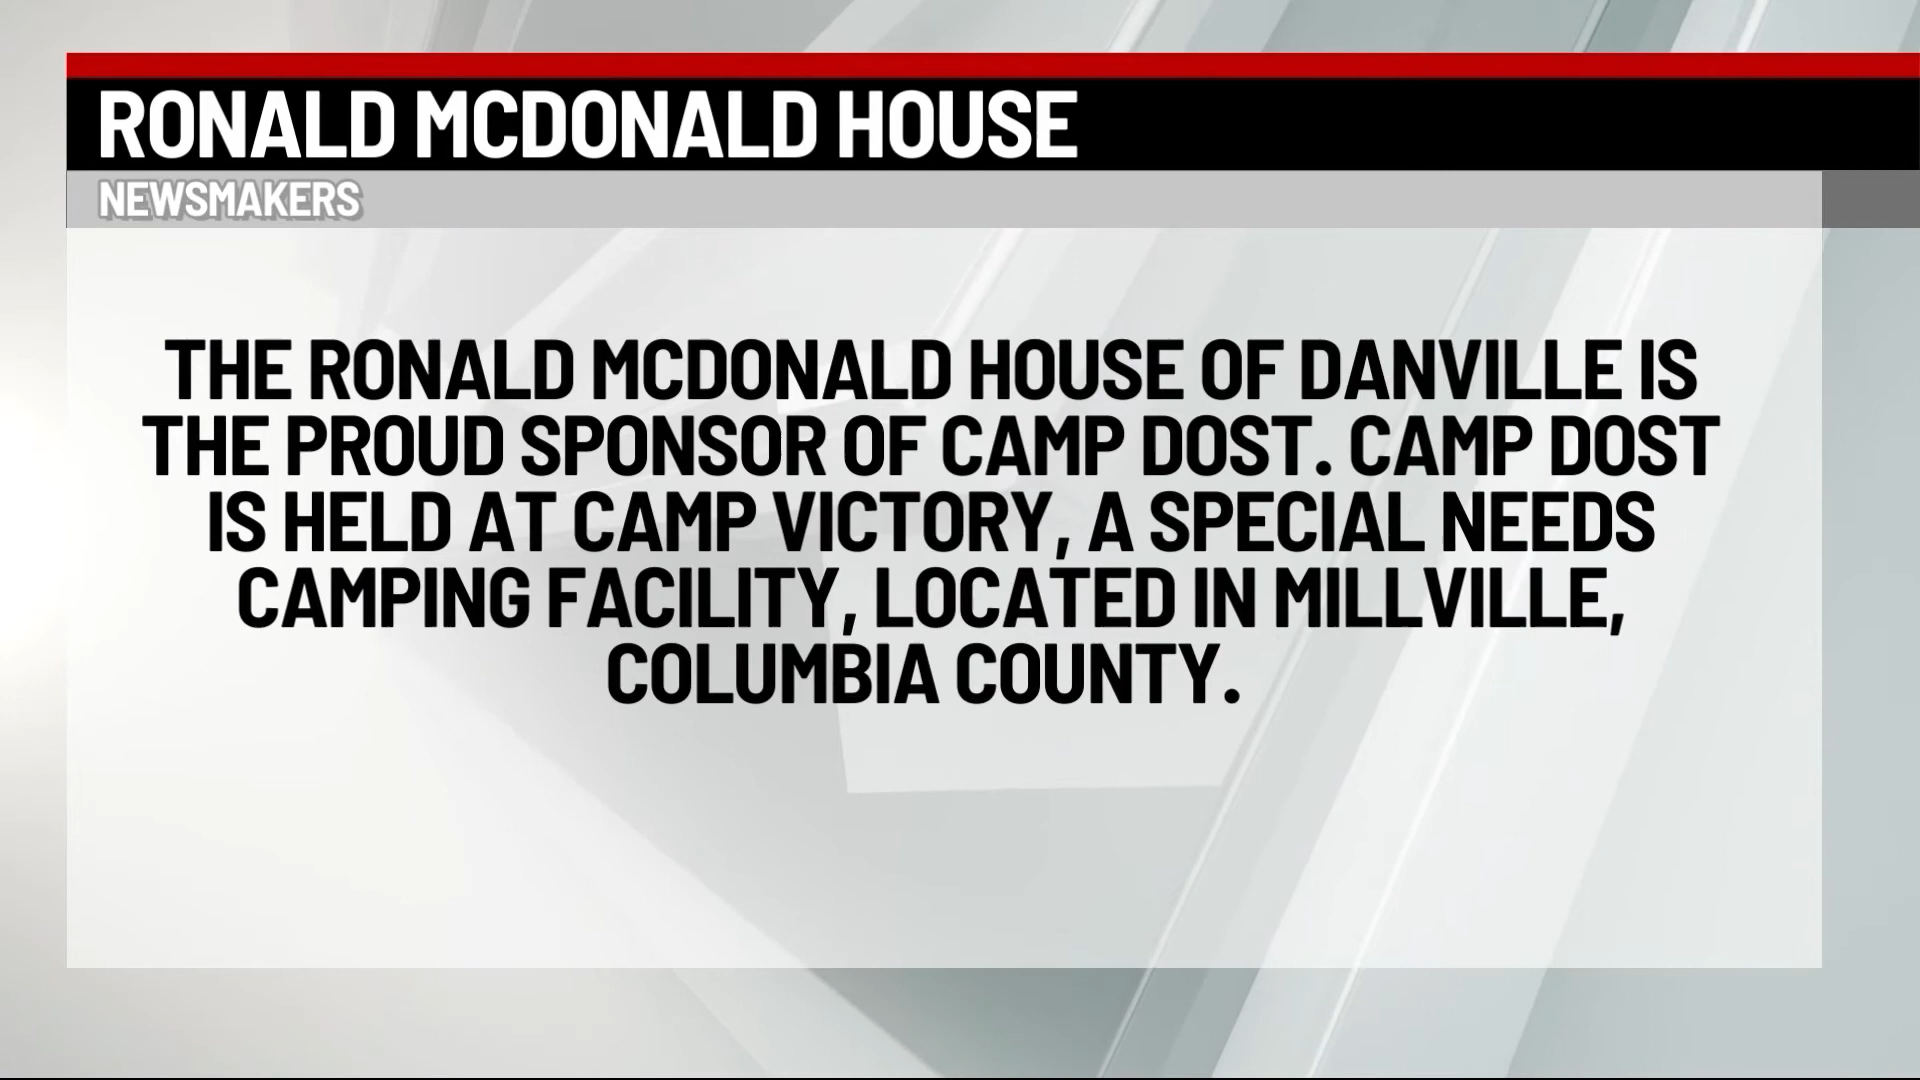 RONALD MCDONALD HOUSE
NEWSMAKERS
THE RONALD MCDONALD HOUSE OF DANVILLE IS
THE PROUD SPONSOR OF CAMP DOST. CAMP DOST
IS HELD AT CAMP VICTORY, A SPECIAL NEEDS
CAMPING FACILITY, LOCATED IN MILLVILLE,
COLUMBIA COUNTY.